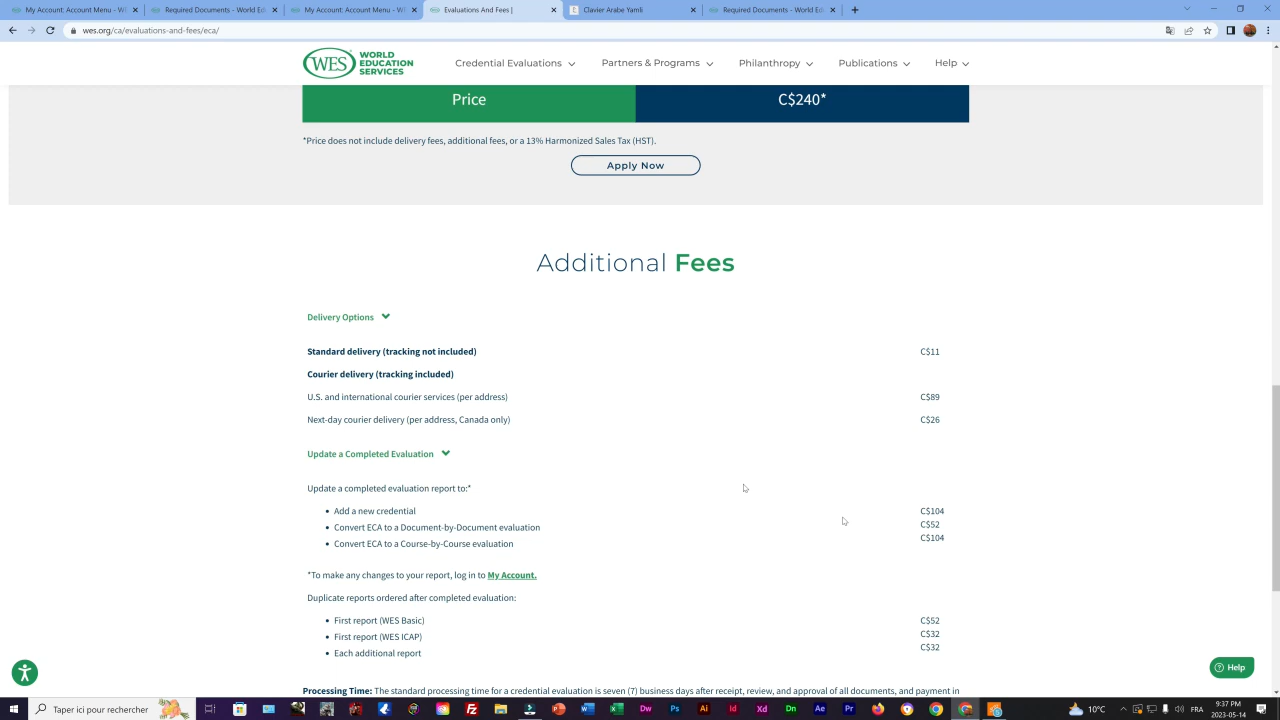 My Account: Account Menu - W
Required Documents - World Ed
My Account: Account Menu - W
Evaluations And Fees |
Clavier Arabe Yamli
Required Documents - World Ed
wes.org/ca/evaluations-and-fees/eca/
WES WORLD EDUCATION SERVICES
Credential Evaluations
Partners & Programs
Philanthropy
Publications
Help
Price
C$240*
*Price does not include delivery fees, additional fees, or a 13% Harmonized Sales Tax (HST).
Apply Now
Additional Fees
Delivery Options
Standard delivery (tracking not included) C$11
Courier delivery (tracking included)
U.S. and international courier services (per address) C$89
Next-day courier delivery (per address, Canada only) C$26
Update a Completed Evaluation
Update a completed evaluation report to:*
• Add a new credential C$104
• Convert ECA to a Document-by-Document evaluation C$52
• Convert ECA to a Course-by-Course evaluation C$104
*To make any changes to your report, log in to My Account.
Duplicate reports ordered after completed evaluation:
• First report (WES Basic) C$52
• First report (WES ICAP) C$32
• Each additional report C$32
Help
Processing Time: The standard processing time for a credential evaluation is seven (7) business days after receipt, review, and approval of all documents, and payment in
Taper ici pour rechercher
Dw
Ps
Ai
Id
Xd
Dn
Ae
Pr
10°C
9:37 PM
2023-05-14